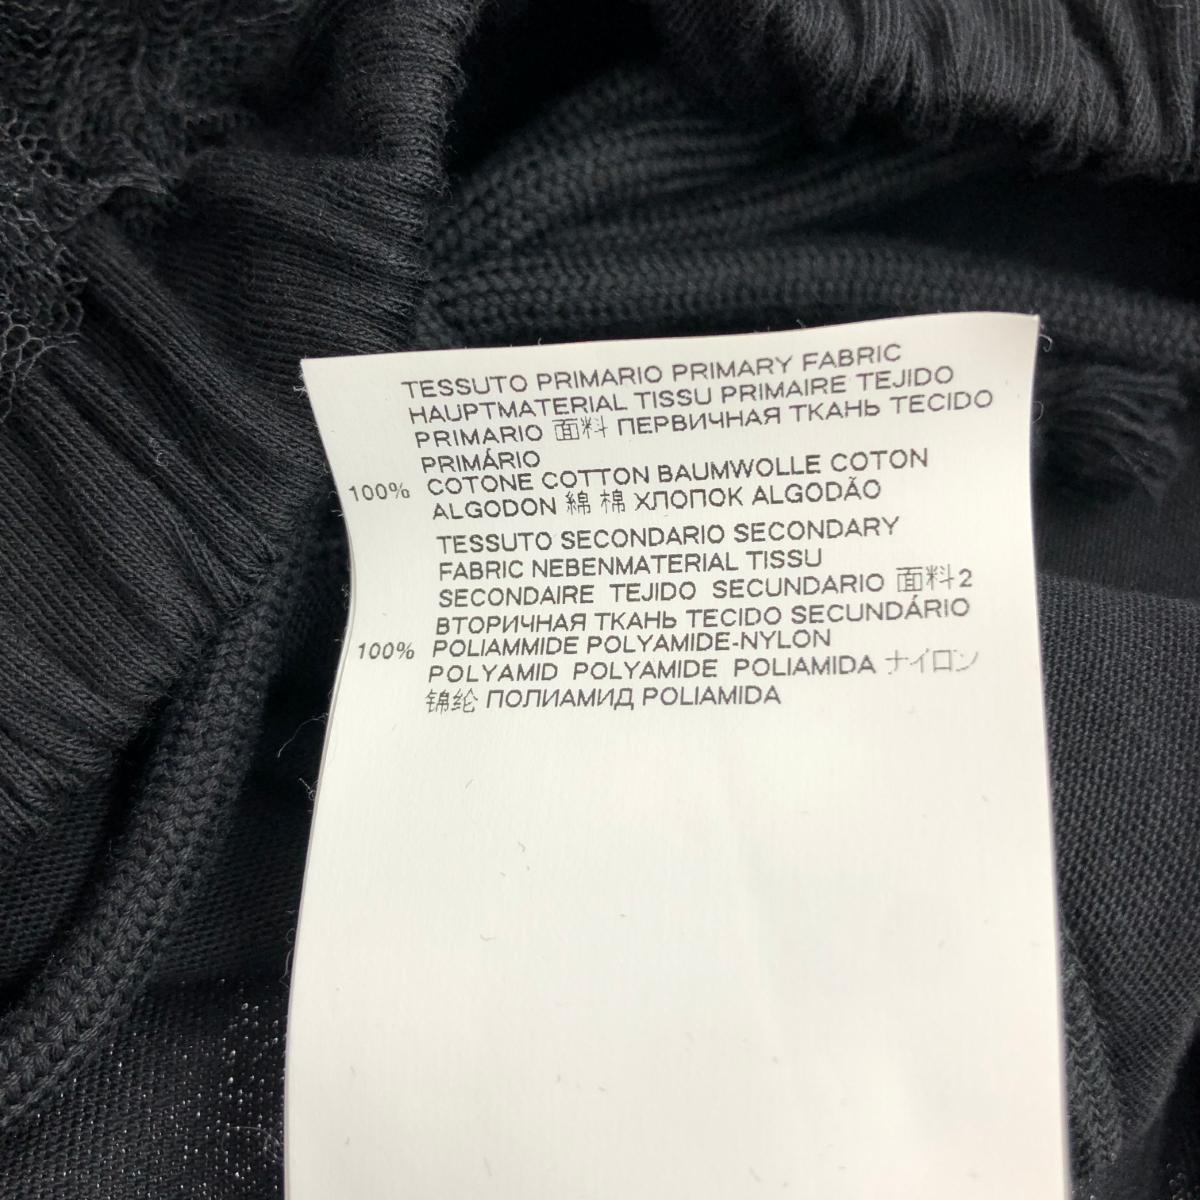 TESSUTO PRIMARIO PRIMARY FABRIC
HAUPTMATERIAL TISSU PRIMAIRE TEJIDO
PRIMARIO 面料 ПЕРВИЧНАЯ ТКАНЬ TECIDO
PRIMÁRIO
100% COTONE COTTON BAUMWOLLE COTON
ALGODON 綿 棉 ХЛОПОК ALGODÃO
TESSUTO SECONDARIO SECONDARY
FABRIC NEBENMATERIAL TISSU
SECONDAIRE TEJIDO SECUNDARIO 面料2
ВТОРИЧНАЯ ТКАНЬ TECIDO SECUNDÁRIO
100% POLIAMMIDE POLYAMIDE-NYLON
POLYAMID POLYAMIDE POLIAMIDA ナイロン
锦纶 ПОЛИАМИД POLIAMIDA